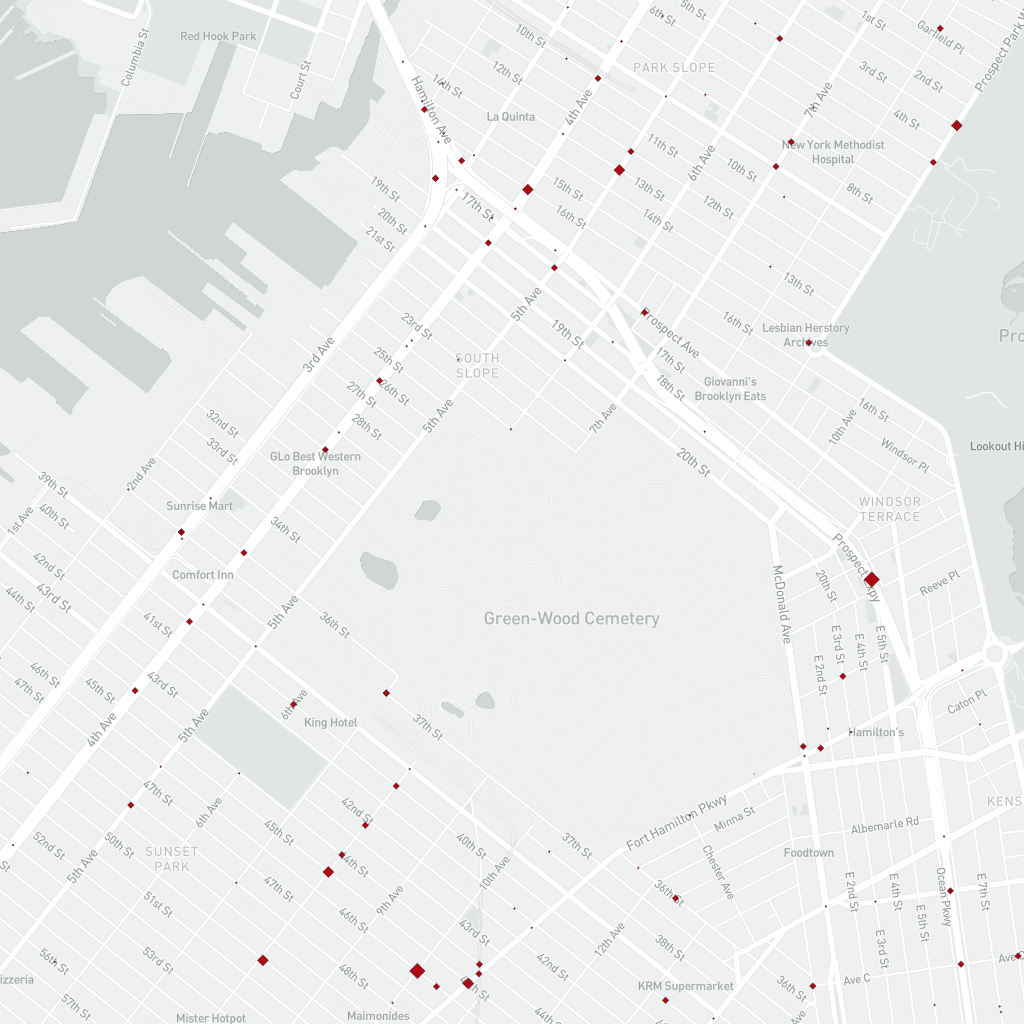 Red Hook Park
Columbia St
Court St
Hamilton Ave
10th St
12th St
14th St
La Quinta
6th St
5th St
PARK SLOPE
4th Ave
1st St
Garfield Pl
3rd St
2nd St
4th St
7th Ave
New York Methodist
Hospital
11th St
6th Ave
10th St
8th St
12th St
13th St
14th St
15th St
16th St
17th St
19th St
20th St
21st St
13th St
16th St
Lesbian Herstory
Archives
Prospect Ave
17th St
18th St
19th St
5th Ave
3rd Ave
23rd St
25th St
26th St
27th St
28th St
SOUTH
SLOPE
5th Ave
7th Ave
Giovanni's
Brooklyn Eats
10th Ave
16th St
Windsor Pl
20th St
Lookout Hi
32nd St
33rd St
GLo Best Western
Brooklyn
2nd Ave
Sunrise Mart
34th St
39th St
40th St
1st Ave
42nd St
43rd St
44th St
Comfort Inn
41st St
5th Ave
36th St
Green-Wood Cemetery
WINDSOR
TERRACE
Prospect Expy
McDonald Ave
20th St
Reeve Pl
E 2nd St
E 3rd St
E 4th St
E 5th St
Caton Pl
Hamilton's
46th St
47th St
45th St
43rd St
4th Ave
5th Ave
6th Ave
King Hotel
37th St
47th St
6th Ave
42nd St
45th St
44th St
40th St
37th St
Fort Hamilton Pkwy
Minna St
Chester Ave
Albemarle Rd
Foodtown
KENS
52nd St
50th St
5th Ave
SUNSET
PARK
51st St
47th St
9th Ave
10th Ave
46th St
43rd St
36th St
12th Ave
38th St
42nd St
E 2nd St
E 4th St
E 3rd St
E 5th St
Ocean Pkwy
E 7th St
56th St
53rd St
48th St
57th St
izzeria
Mister Hotpot
Maimonides
44th St
KRM Supermarket
36th St
Ave C